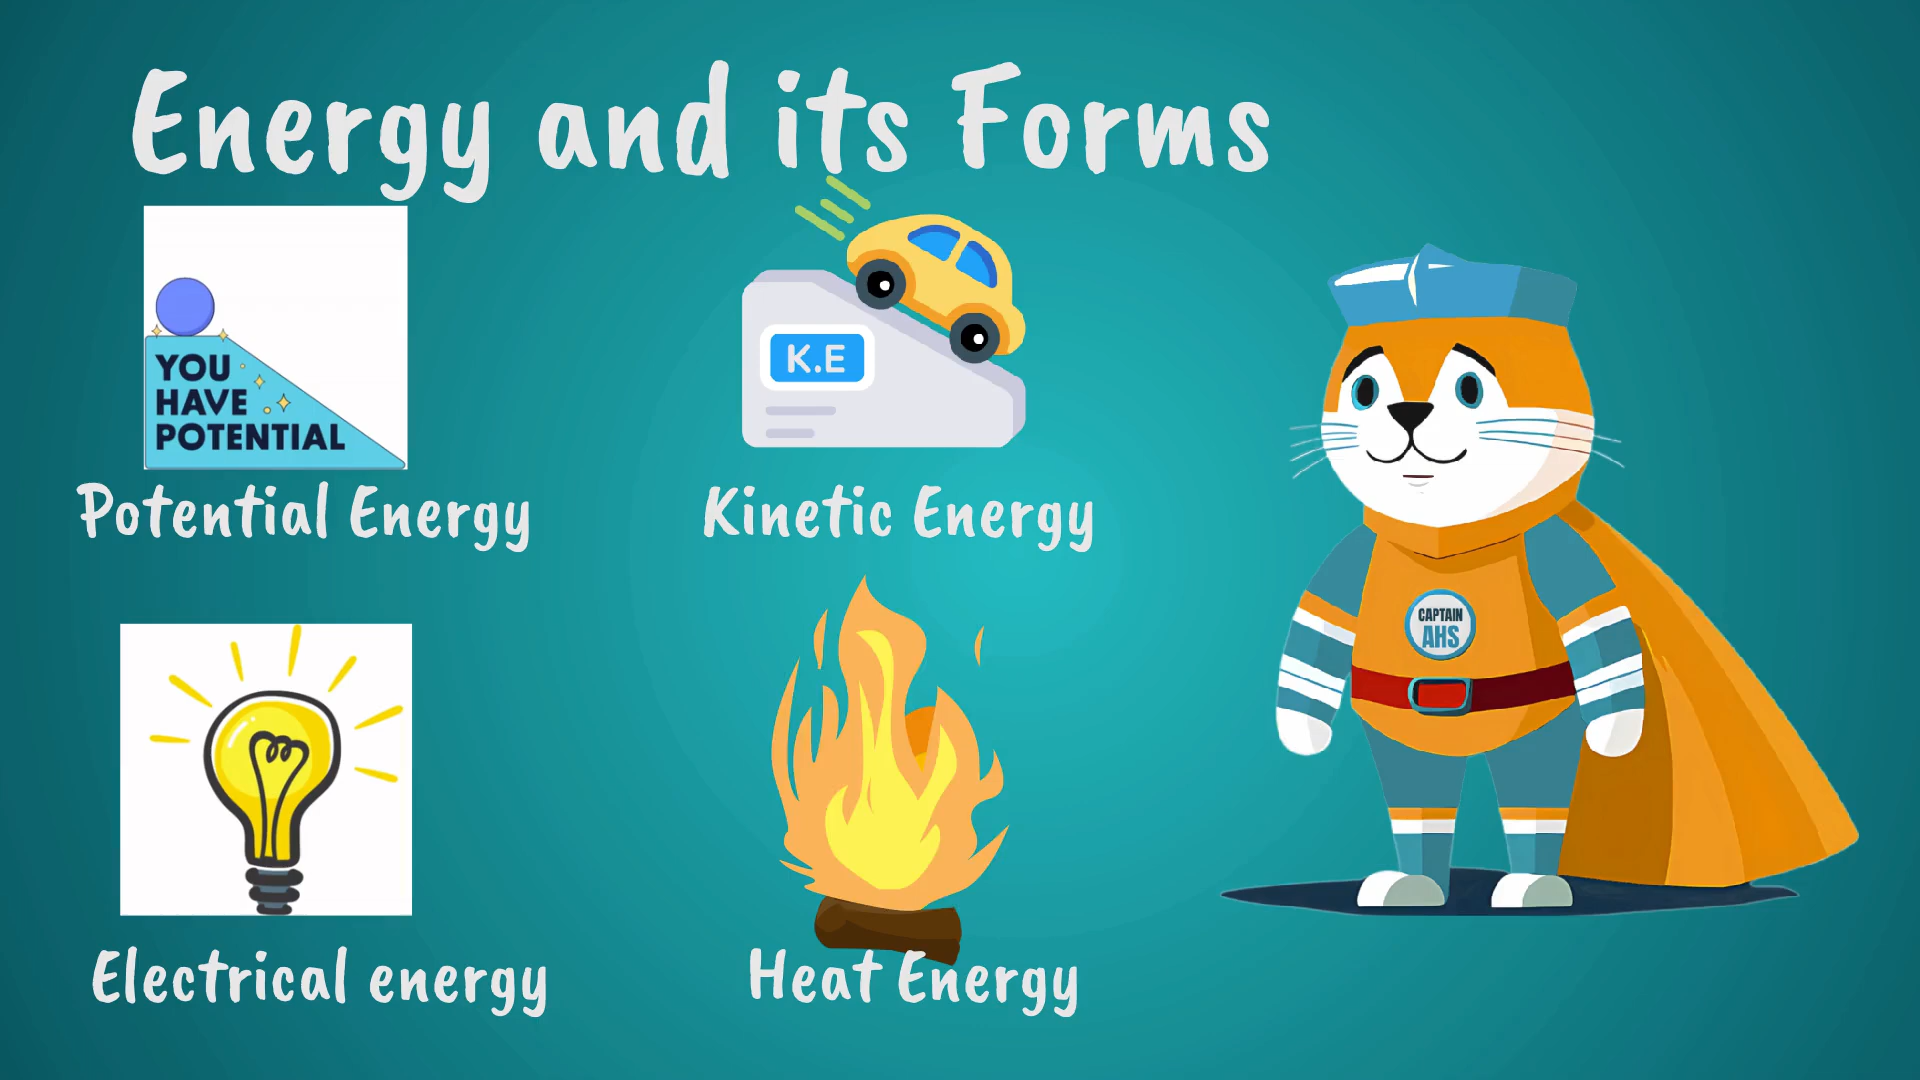 Energy and its Forms
YOU
HAVE
POTENTIAL
K.E
Potential Energy
Kinetic Energy
CAPTAIN
AHS
Electrical energy
Heat Energy